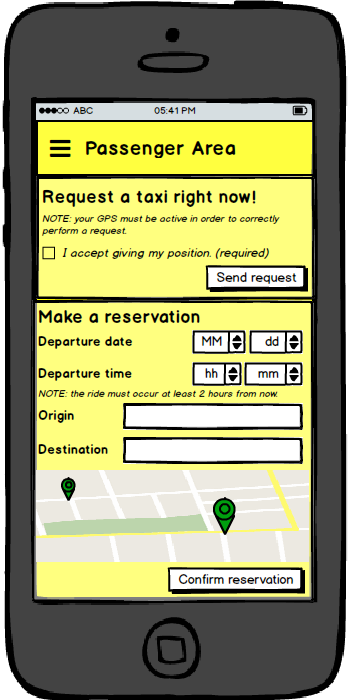 ABC 05:41 PM
Passenger Area
Request a taxi right now!
NOTE: your GPS must be active in order to correctly
perform a request.
I accept giving my position. (required)
Send request
Make a reservation
Departure date MM dd
Departure time hh mm
NOTE: the ride must occur at least 2 hours from now.
Origin
Destination
Confirm reservation